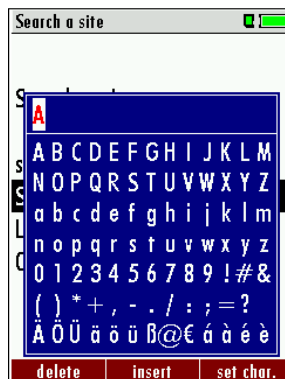 Search a site
A
A B C D E F G H I J K L M
N O P Q R S T U V W X Y Z
a b c d e f g h i j k l m
n o p q r s t u v w x y z
0 1 2 3 4 5 6 7 8 9 ! # &
( ) * + , - . / : ; = ?
Ä Ö Ü ä ö ü ß @ € á à é è
delete insert set char.